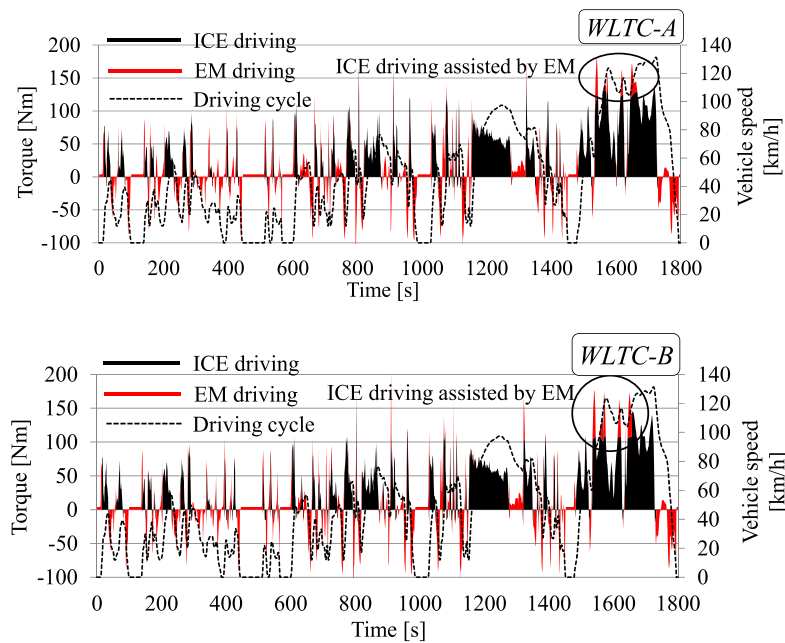 WLTC-A
ICE driving
EM driving
Driving cycle
ICE driving assisted by EM
Torque [Nm]
200
150
100
50
0
-50
-100
140
120
100
80
60
40
20
0
Vehicle speed
[km/h]
0 200 400 600 800 1000 1200 1400 1600 1800
Time [s]
WLTC-B
ICE driving
EM driving
Driving cycle
ICE driving assisted by EM
Torque [Nm]
200
150
100
50
0
-50
-100
140
120
100
80
60
40
20
0
Vehicle speed
[km/h]
0 200 400 600 800 1000 1200 1400 1600 1800
Time [s]